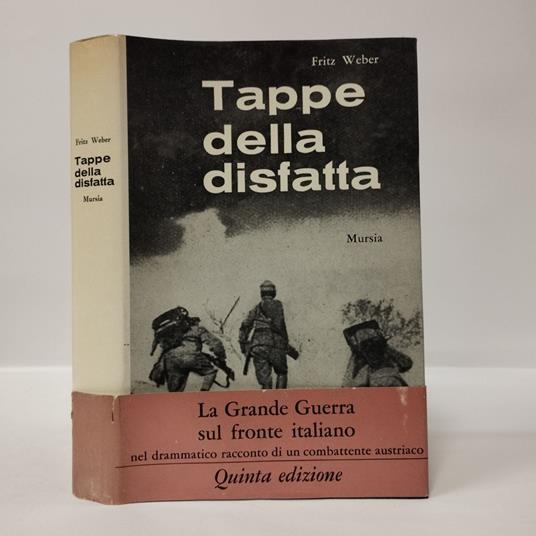 Fritz Weber
Tappe
della
disfatta
Mursia
Fritz Weber
Tappe
della
disfatta
Mursia
La Grande Guerra
sul fronte italiano
nel drammatico racconto di un combattente austriaco
Quinta edizione